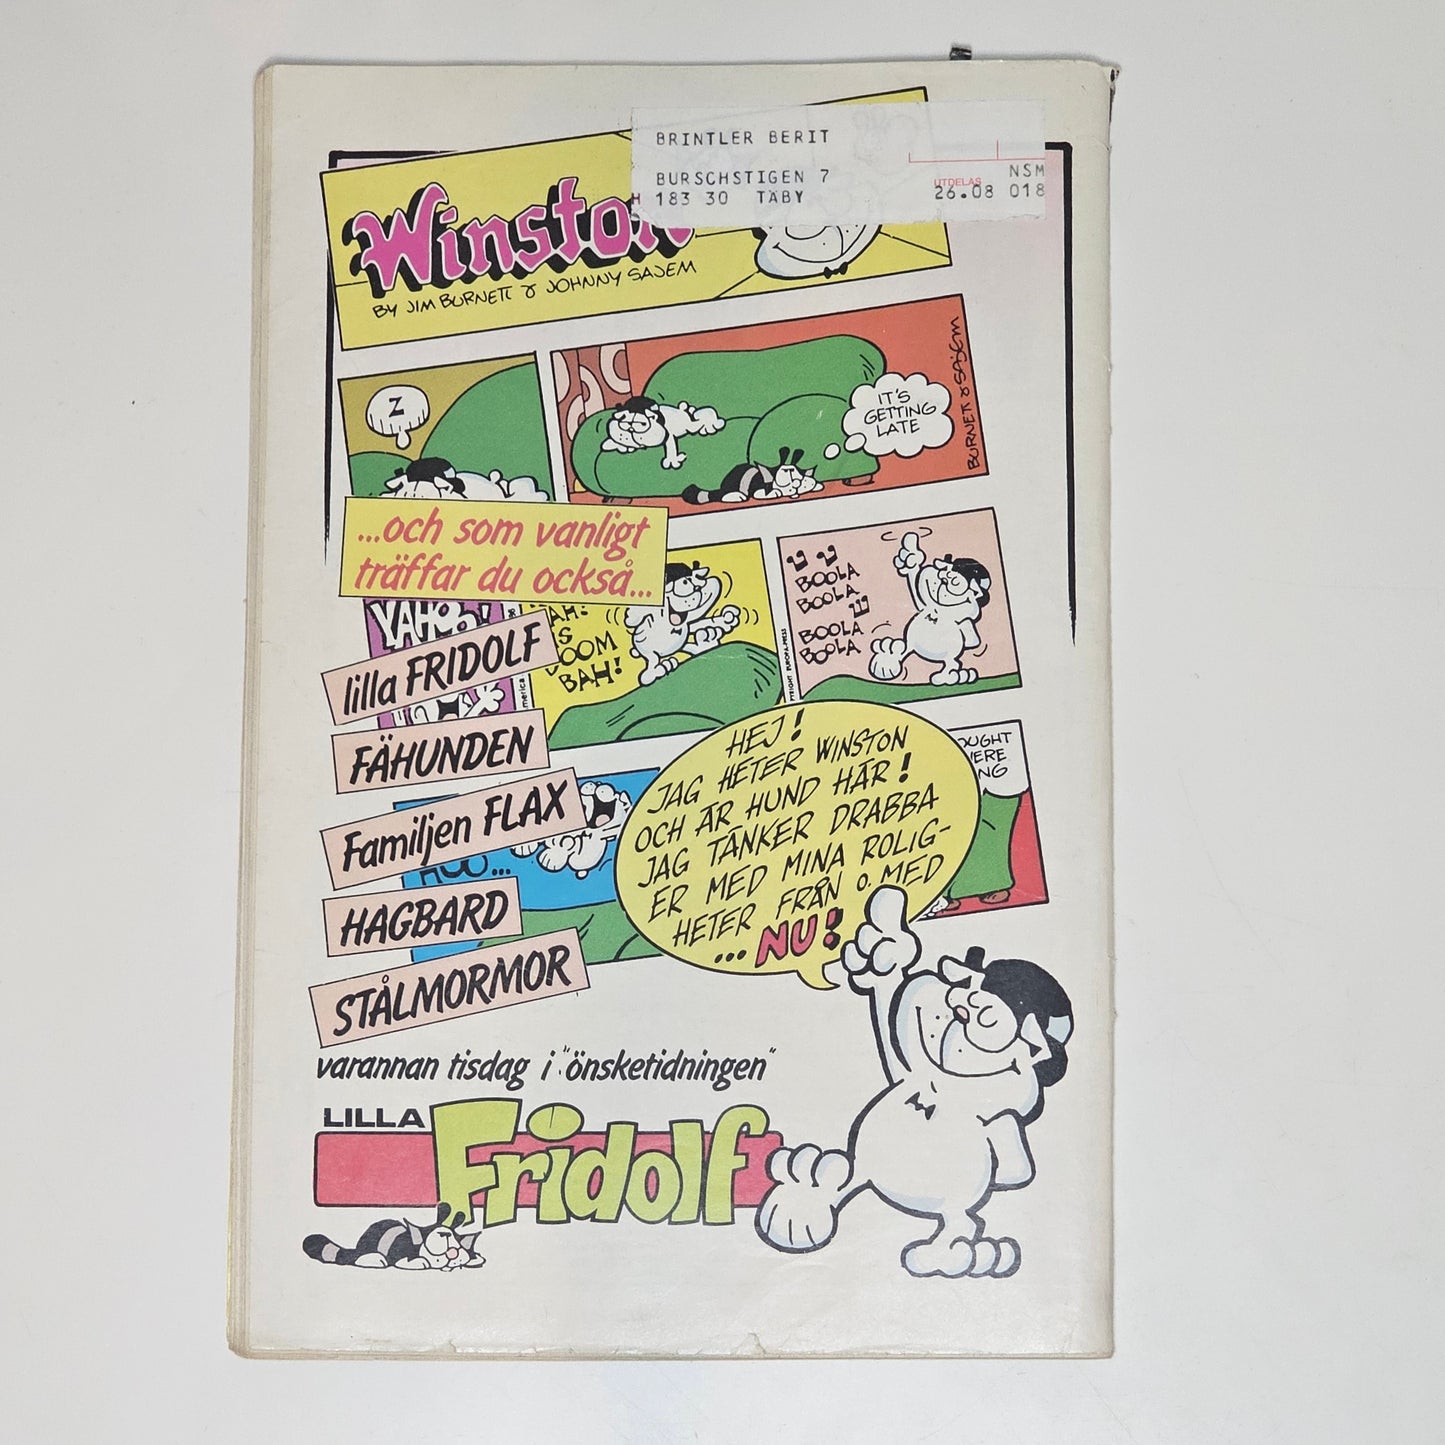 BRINTLER BERIT
BURSCHSTIGEN 7
H 183 30 TÄBY
UTDELAS
NSM
26.08 018
Winston
BY JIM BURNETT & JOHNNY SAJEM
Z
IT'S
GETTING
LATE
BURNETT & SAJEM
...och som vanligt
träffar du också...
YAHOO!
BAH!
BOOLA
BOOLA
BOOLA
BOOLA
lilla FRIDOLF
FÄHUNDEN
Familjen FLAX
HAGBARD
STÅLMORMOR
HEJ!
JAG HETER WINSTON
OCH ÄR HUND HÄR!
JAG TÄNKER DRABBA
ER MED MINA ROLIG-
HETER FRÅN O. MED
... NU!
varannan tisdag i "önsketidningen"
LILLA
Fridolf